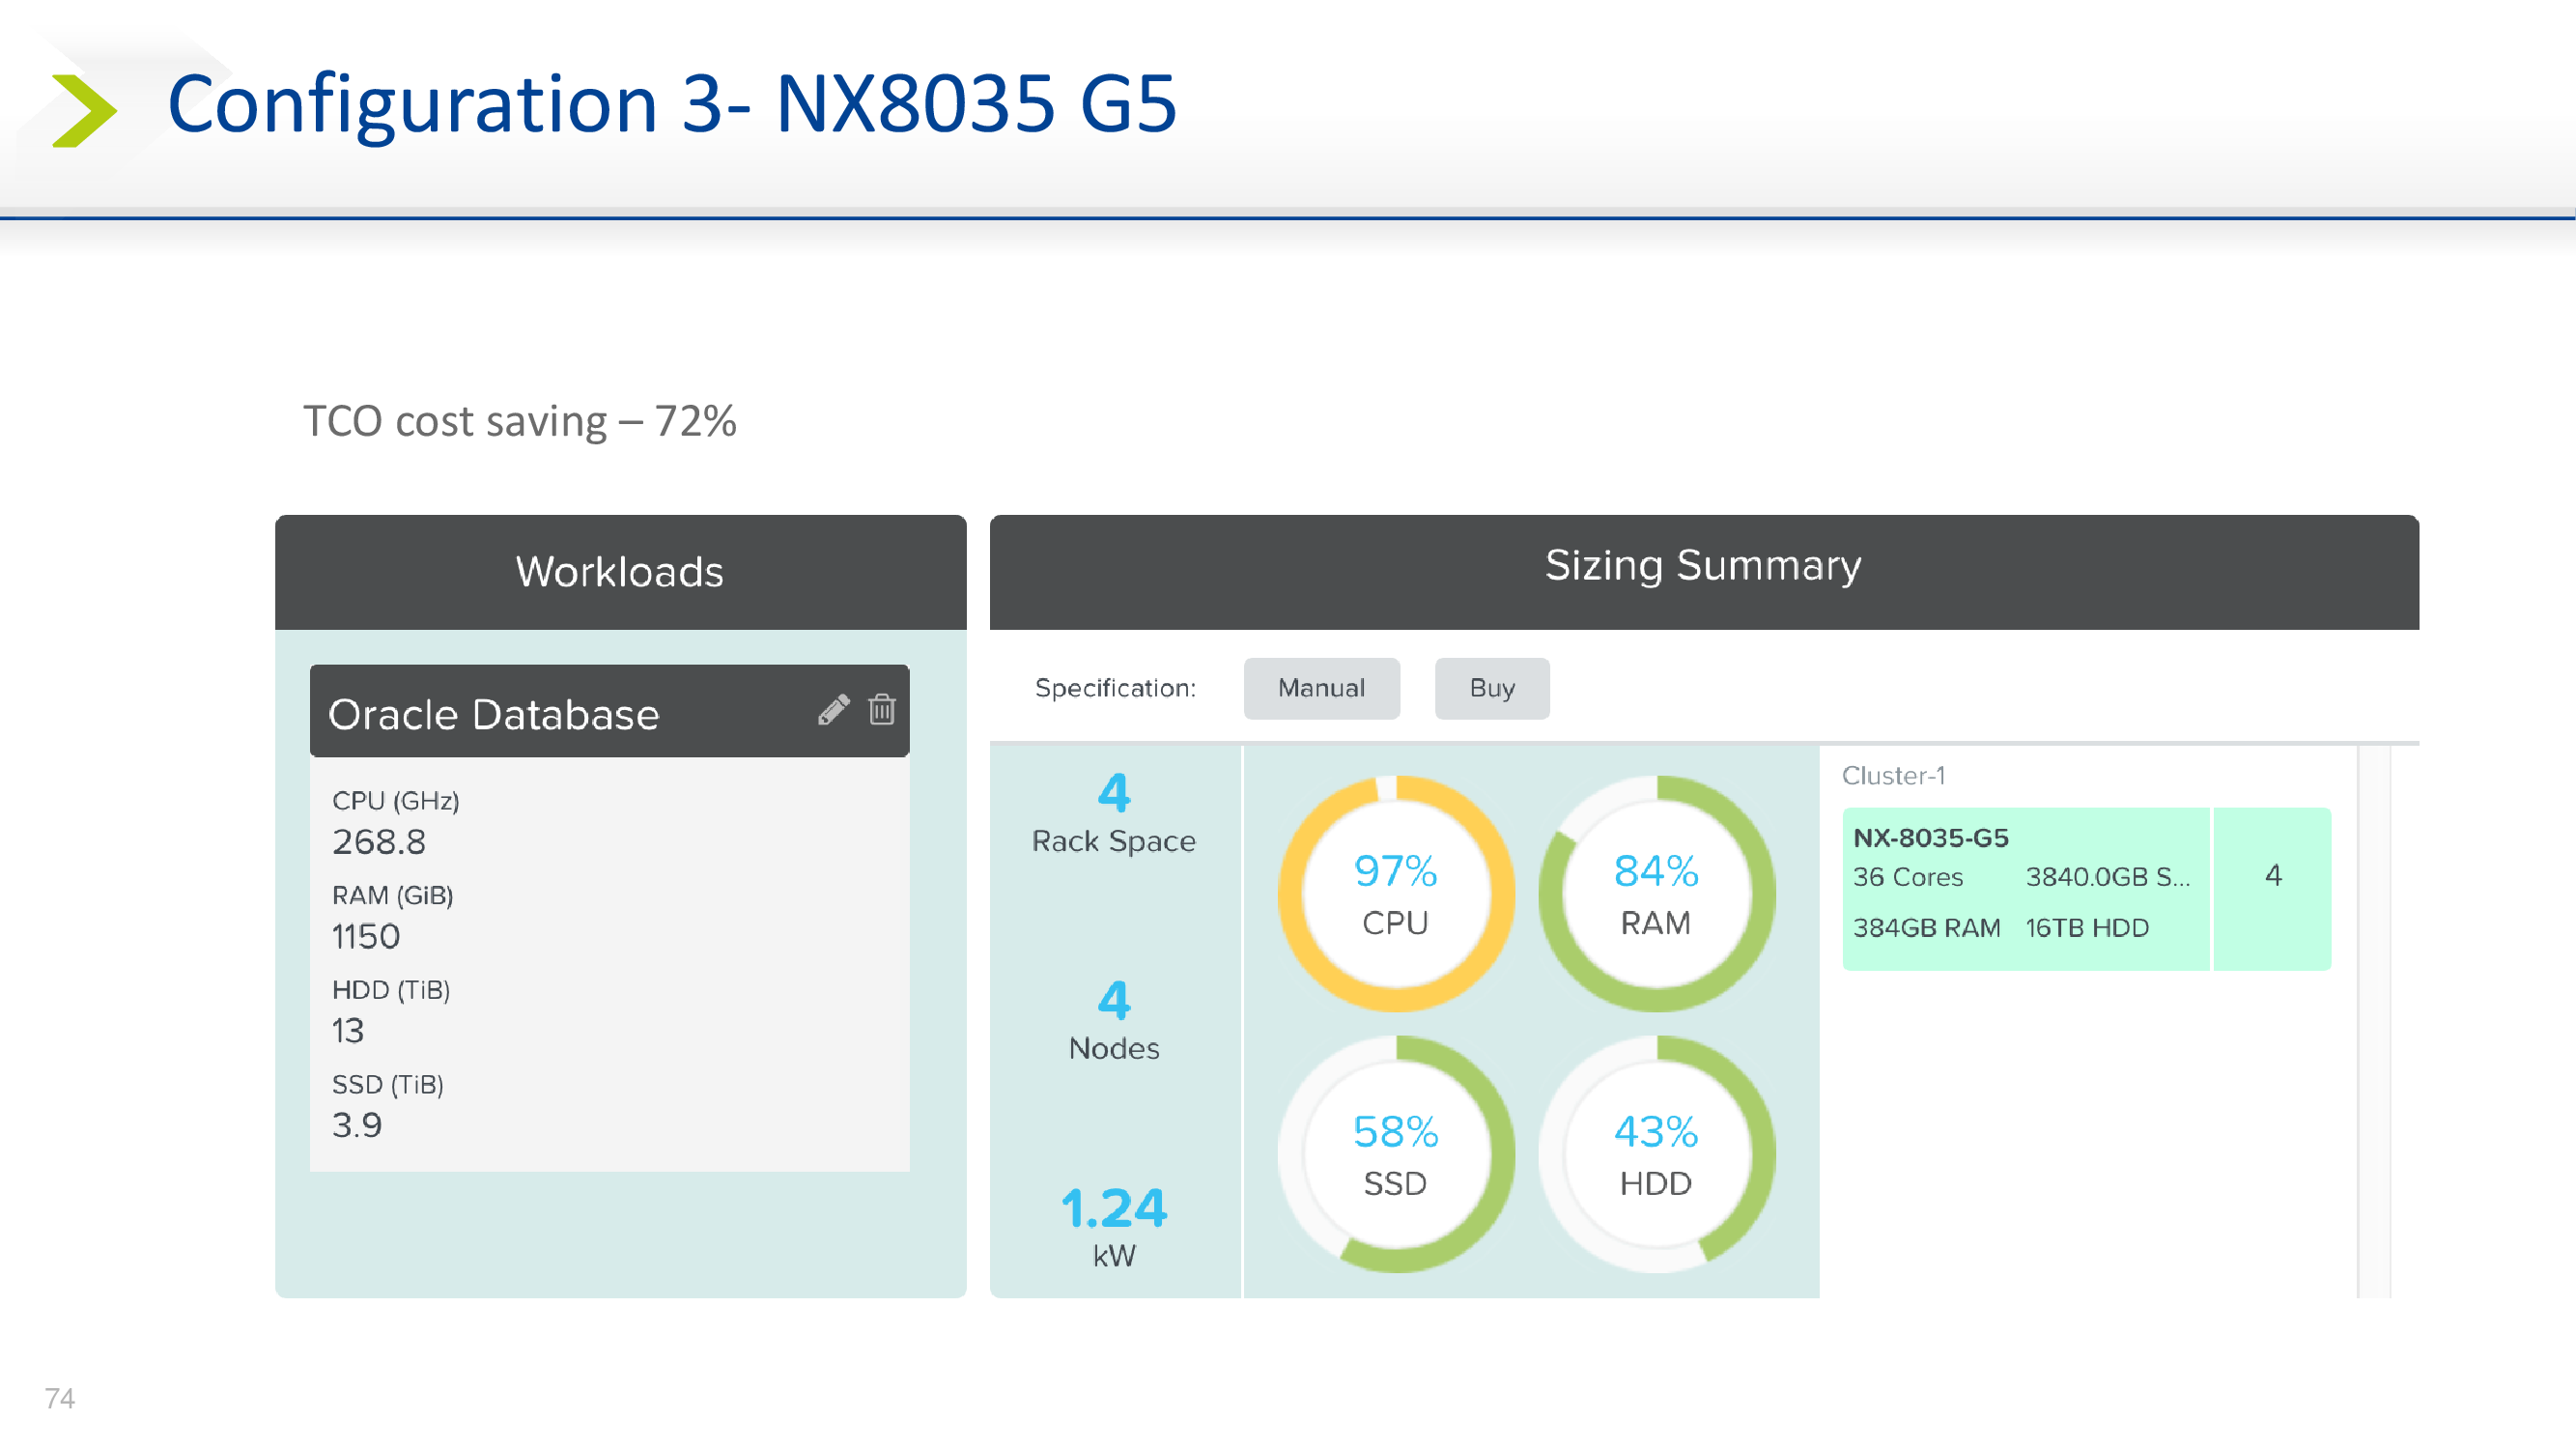 Configuration 3- NX8035 G5
TCO cost saving – 72%
Workloads
Oracle Database
CPU (GHz)
268.8
RAM (GiB)
1150
HDD (TiB)
13
SSD (TiB)
3.9
Sizing Summary
Specification: Manual Buy
4
Rack Space
4
Nodes
1.24
kW
97%
CPU
84%
RAM
58%
SSD
43%
HDD
Cluster-1
NX-8035-G5
36 Cores 3840.0GB S...
384GB RAM 16TB HDD
4
74